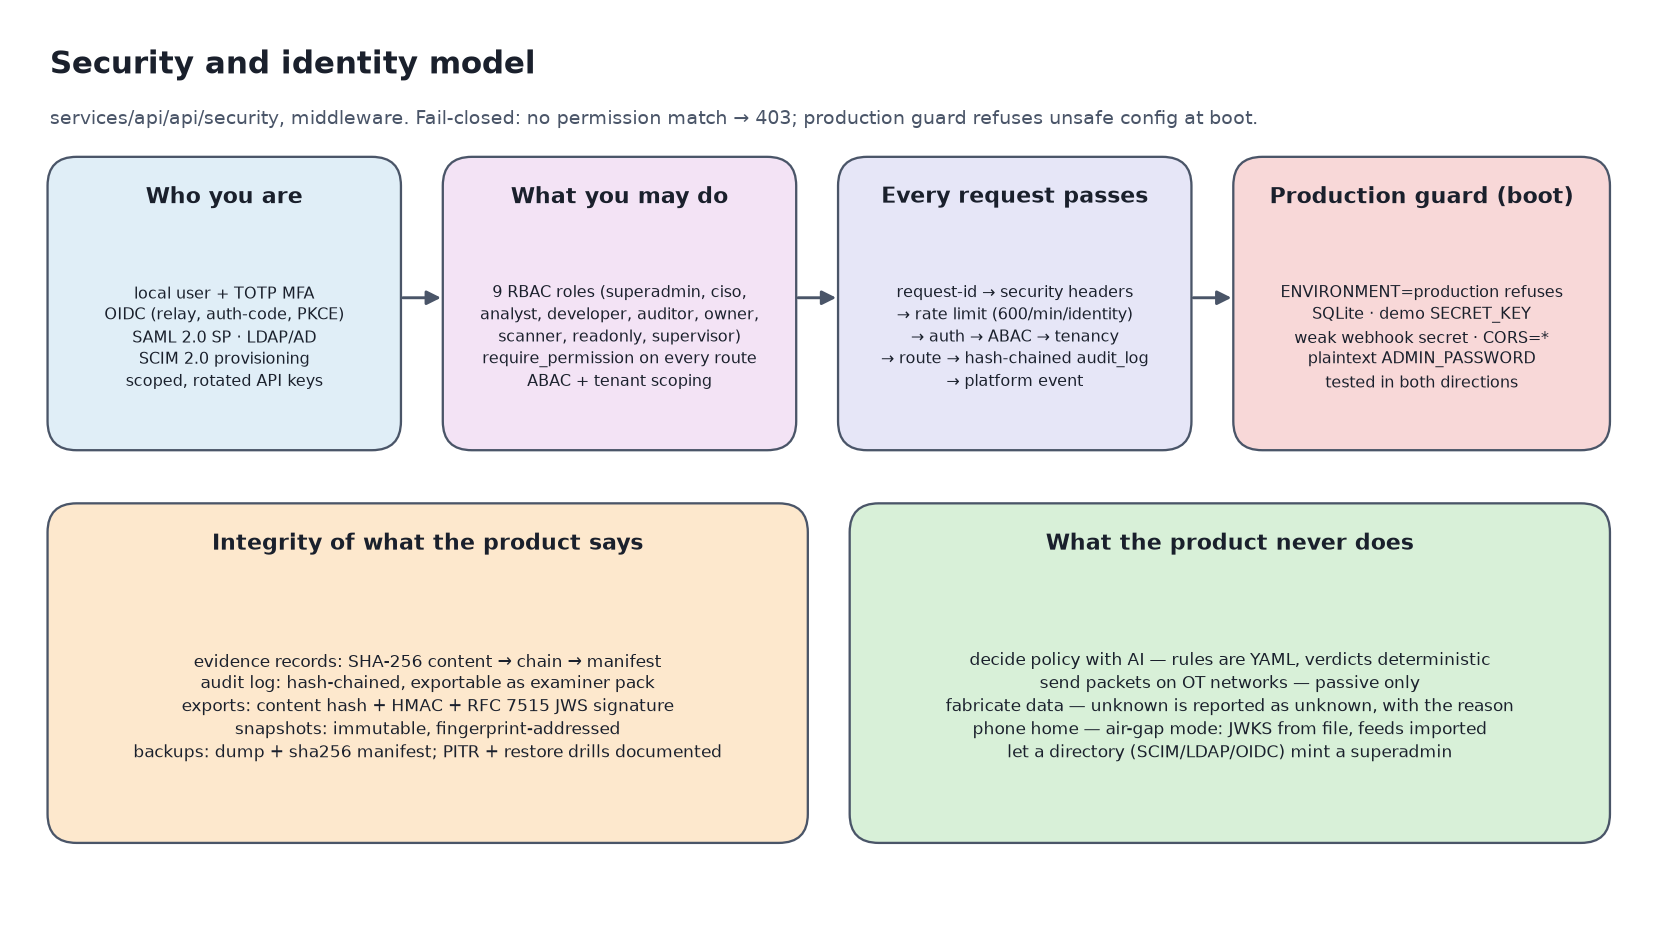 Security and identity model
services/api/api/security, middleware. Fail-closed: no permission match → 403; production guard refuses unsafe config at boot.
Who you are
local user + TOTP MFA
OIDC (relay, auth-code, PKCE)
SAML 2.0 SP · LDAP/AD
SCIM 2.0 provisioning
scoped, rotated API keys
What you may do
9 RBAC roles (superadmin, ciso,
analyst, developer, auditor, owner,
scanner, readonly, supervisor)
require_permission on every route
ABAC + tenant scoping
Every request passes
request-id → security headers
→ rate limit (600/min/identity)
→ auth → ABAC → tenancy
→ route → hash-chained audit_log
→ platform event
Production guard (boot)
ENVIRONMENT=production refuses
SQLite · demo SECRET_KEY
weak webhook secret · CORS=*
plaintext ADMIN_PASSWORD
tested in both directions
Integrity of what the product says
evidence records: SHA-256 content → chain → manifest
audit log: hash-chained, exportable as examiner pack
exports: content hash + HMAC + RFC 7515 JWS signature
snapshots: immutable, fingerprint-addressed
backups: dump + sha256 manifest; PITR + restore drills documented
What the product never does
decide policy with AI — rules are YAML, verdicts deterministic
send packets on OT networks — passive only
fabricate data — unknown is reported as unknown, with the reason
phone home — air-gap mode: JWKS from file, feeds imported
let a directory (SCIM/LDAP/OIDC) mint a superadmin